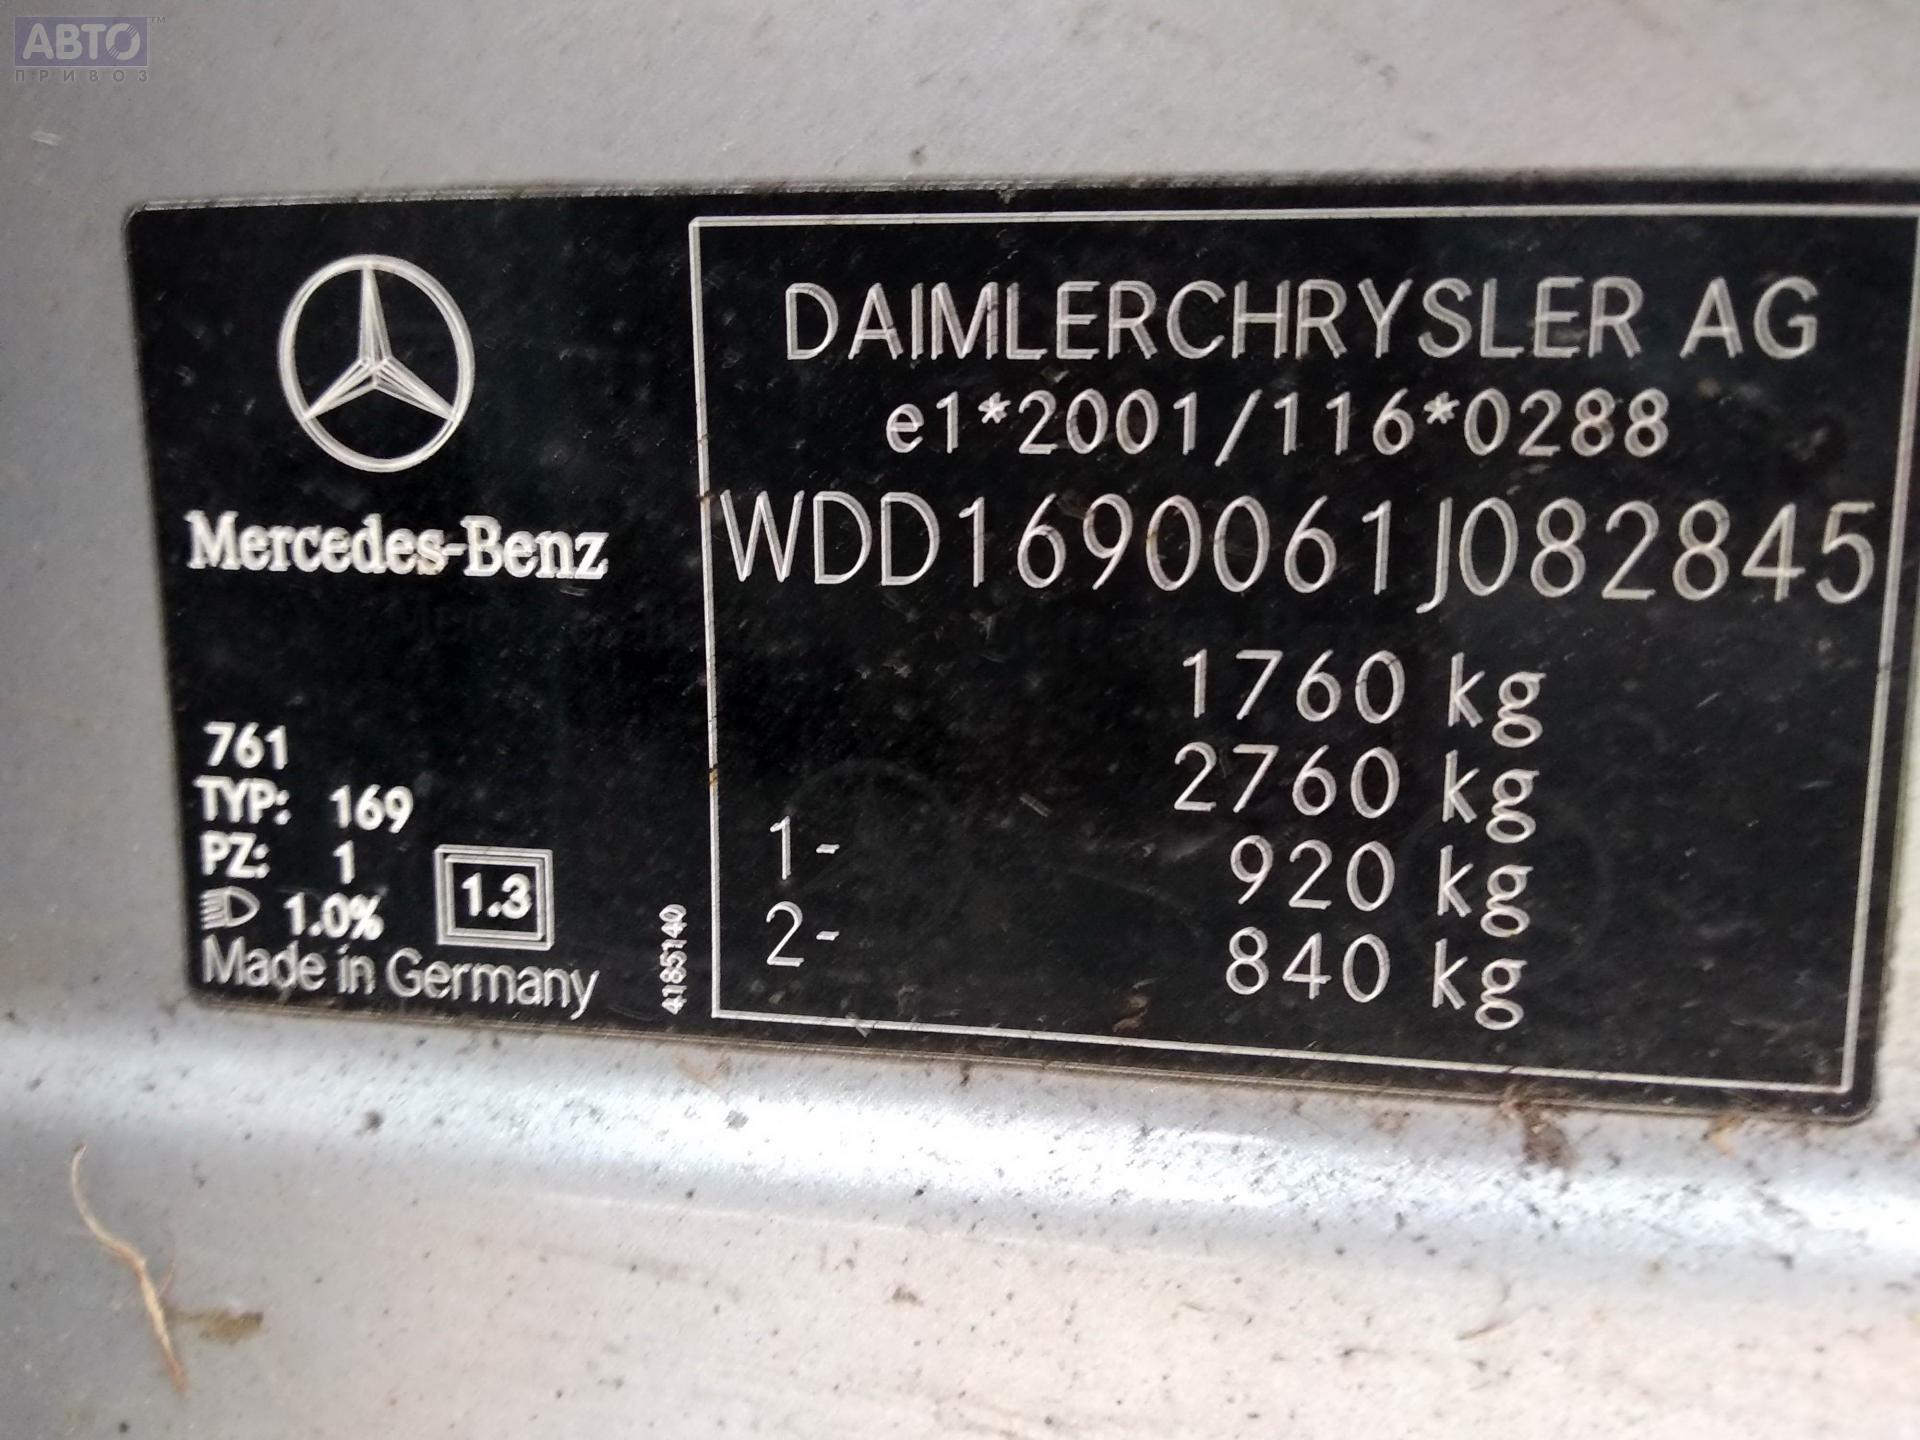 АВТО™
ПРИВОЗ
Mercedes-Benz
761
TYP: 169
PZ: 1
1.0%
1.3
Made in Germany
4185140
DAIMLERCHRYSLER AG
e1*2001/116*0288
WDD1690061J082845
1760 kg
2760 kg
1- 920 kg
2- 840 kg